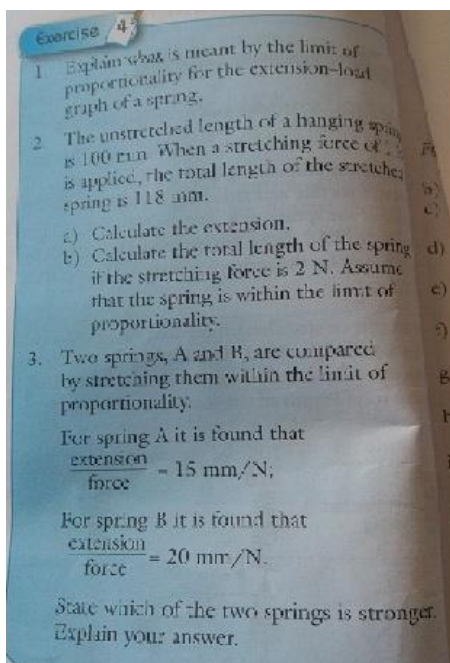 Exercise 4.
1 Explain what is meant by the limit of
proportionality for the extension–load
graph of a spring.
2 The unstretched length of a hanging spring
is 100 mm. When a stretching force of
is applied, the total length of the stretched
spring is 118 mm.
a) Calculate the extension.
b) Calculate the total length of the spring
if the stretching force is 2 N. Assume
that the spring is within the limit of
proportionality.
3. Two springs, A and B, are compared
by stretching them within the limit of
proportionality.
For spring A it is found that
extension
force
= 15 mm/N;
For spring B it is found that
extension
force
= 20 mm/N.
State which of the two springs is stronger.
Explain your answer.
b)
c)
d)
e)
f)
g
h